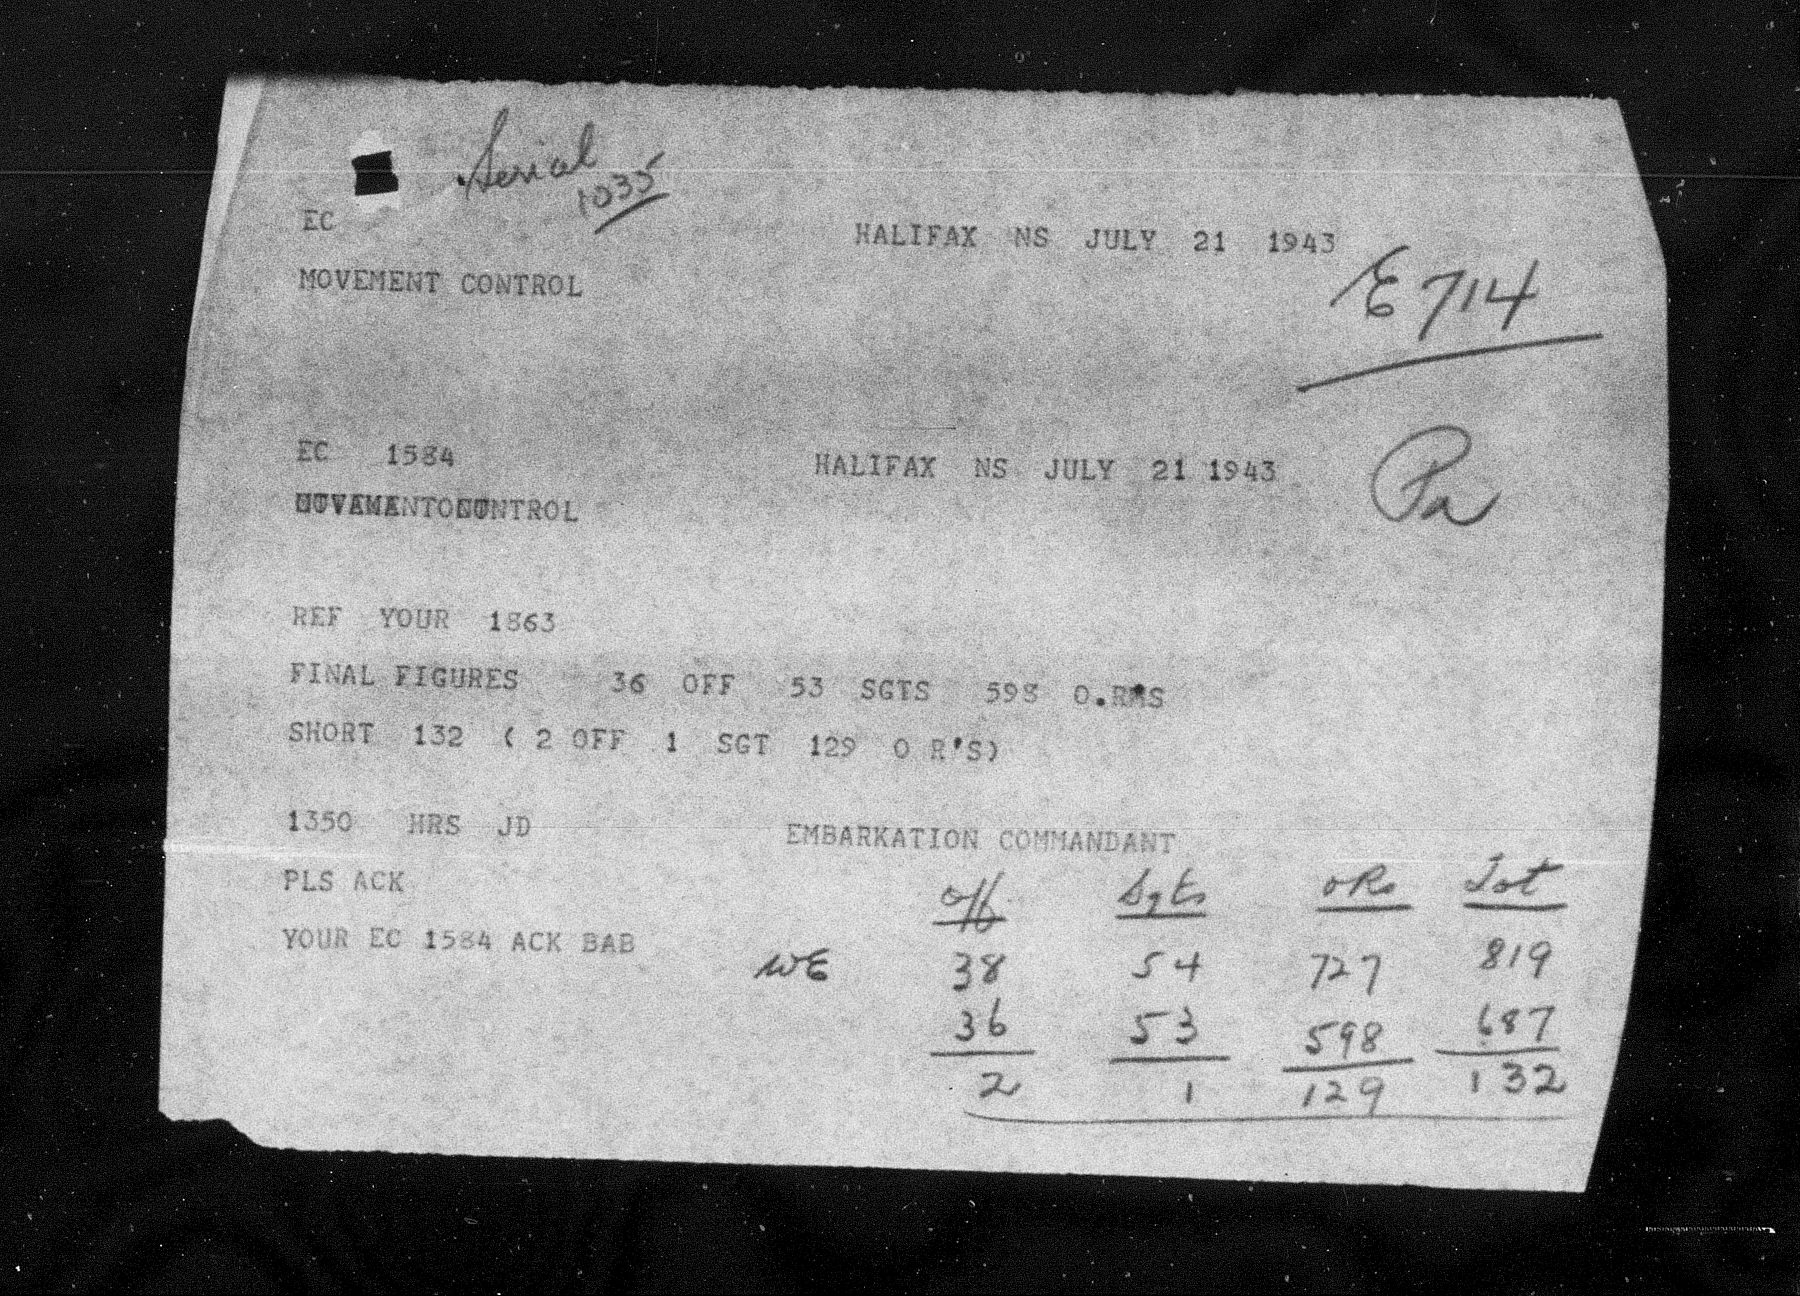 Serial
1035
EC HALIFAX NS JULY 21 1943
MOVEMENT CONTROL
E714
EC 1584 HALIFAX NS JULY 21 1943
Pa
REF YOUR 1863
FINAL FIGURES 36 OFF 53 SGTS 598 O.RMS
SHORT 132 ( 2 OFF 1 SGT 129 O R'S)
1350 HRS JD EMBARKATION COMMANDANT
PLS ACK
YOUR EC 1584 ACK BAB
Off Sgts ORs Tot
WE 38 54 727 819
36 53 598 687
2 1 129 132